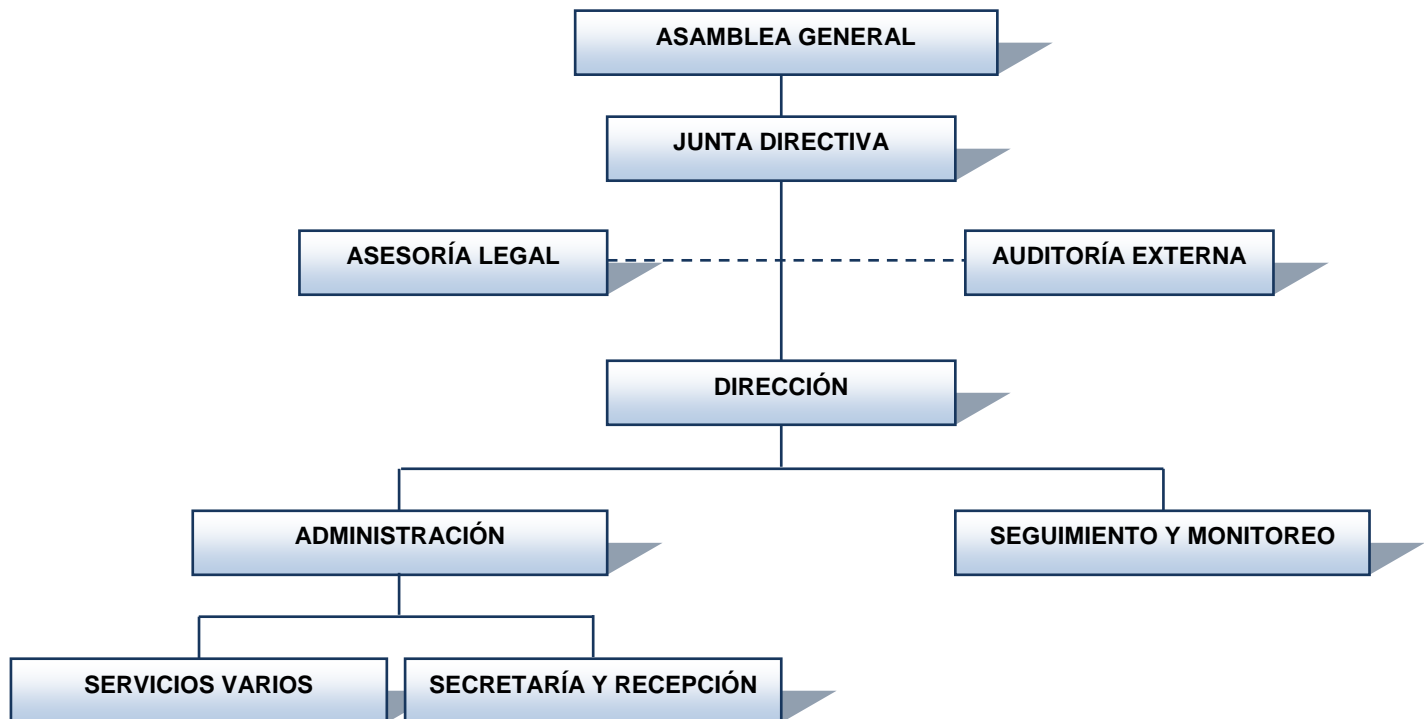 ASAMBLEA GENERAL
JUNTA DIRECTIVA
ASESORÍA LEGAL
AUDITORÍA EXTERNA
DIRECCIÓN
ADMINISTRACIÓN
SEGUIMIENTO Y MONITOREO
SERVICIOS VARIOS
SECRETARÍA Y RECEPCIÓN